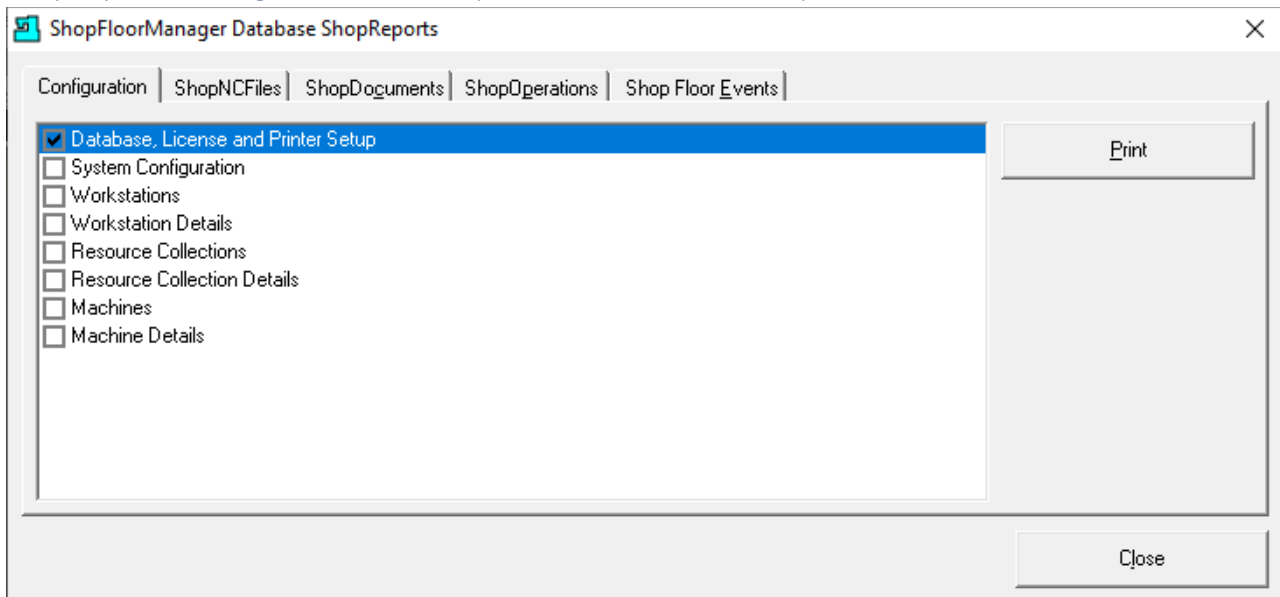 ShopFloorManager Database ShopReports
Configuration ShopNCFiles ShopDocuments ShopOperations Shop Floor Events
Database, License and Printer Setup
Print
System Configuration
Workstations
Workstation Details
Resource Collections
Resource Collection Details
Machines
Machine Details
Close